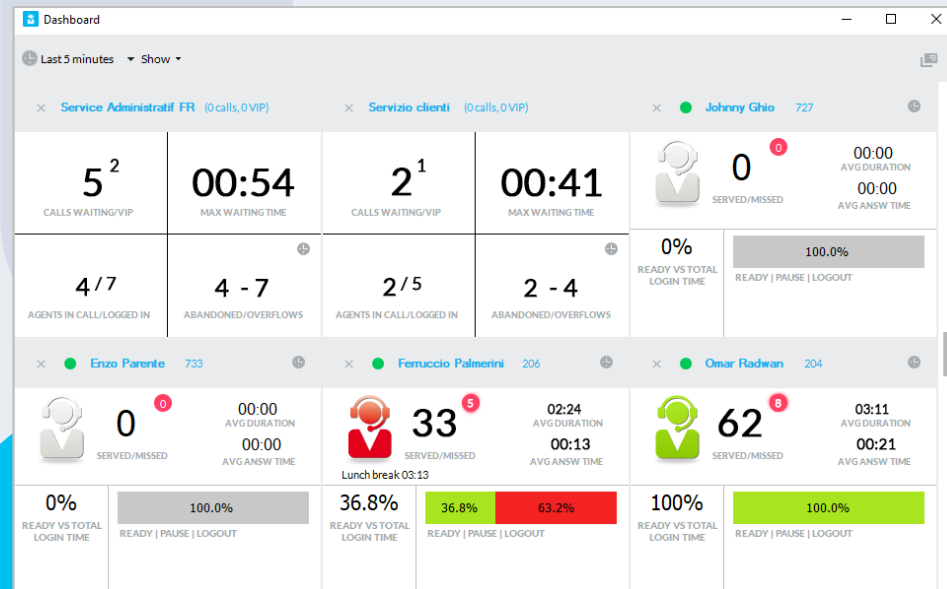 Dashboard
Last 5 minutes Show
Service Administratif FR (0 calls, 0 VIP)
Servizio clienti (0 calls, 0 VIP)
Johnny Ghio 727
5 2
CALLS WAITING/VIP
00:54
MAX WAITING TIME
2 1
CALLS WAITING/VIP
00:41
MAX WAITING TIME
0 0
SERVED/MISSED
00:00
AVG DURATION
00:00
AVG ANSW TIME
4 / 7
AGENTS IN CALL/LOGGED IN
4 - 7
ABANDONED/OVERFLOWS
2 / 5
AGENTS IN CALL/LOGGED IN
2 - 4
ABANDONED/OVERFLOWS
0%
READY VS TOTAL
LOGIN TIME
100.0%
READY | PAUSE | LOGOUT
Enzo Parente 733
Ferruccio Palmerini 206
Omar Radwan 204
0 0
SERVED/MISSED
00:00
AVG DURATION
00:00
AVG ANSW TIME
33 5
SERVED/MISSED
Lunch break 03:13
02:24
AVG DURATION
00:13
AVG ANSW TIME
62 8
SERVED/MISSED
03:11
AVG DURATION
00:21
AVG ANSW TIME
0%
READY VS TOTAL
LOGIN TIME
100.0%
READY | PAUSE | LOGOUT
36.8%
READY VS TOTAL
LOGIN TIME
36.8% 63.2%
READY | PAUSE | LOGOUT
100%
READY VS TOTAL
LOGIN TIME
100.0%
READY | PAUSE | LOGOUT